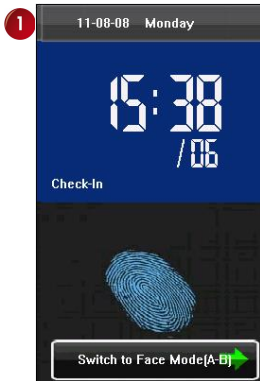 1
11-08-08 Monday
15:38
/06
Check-In
Switch to Face Mode(A-B)